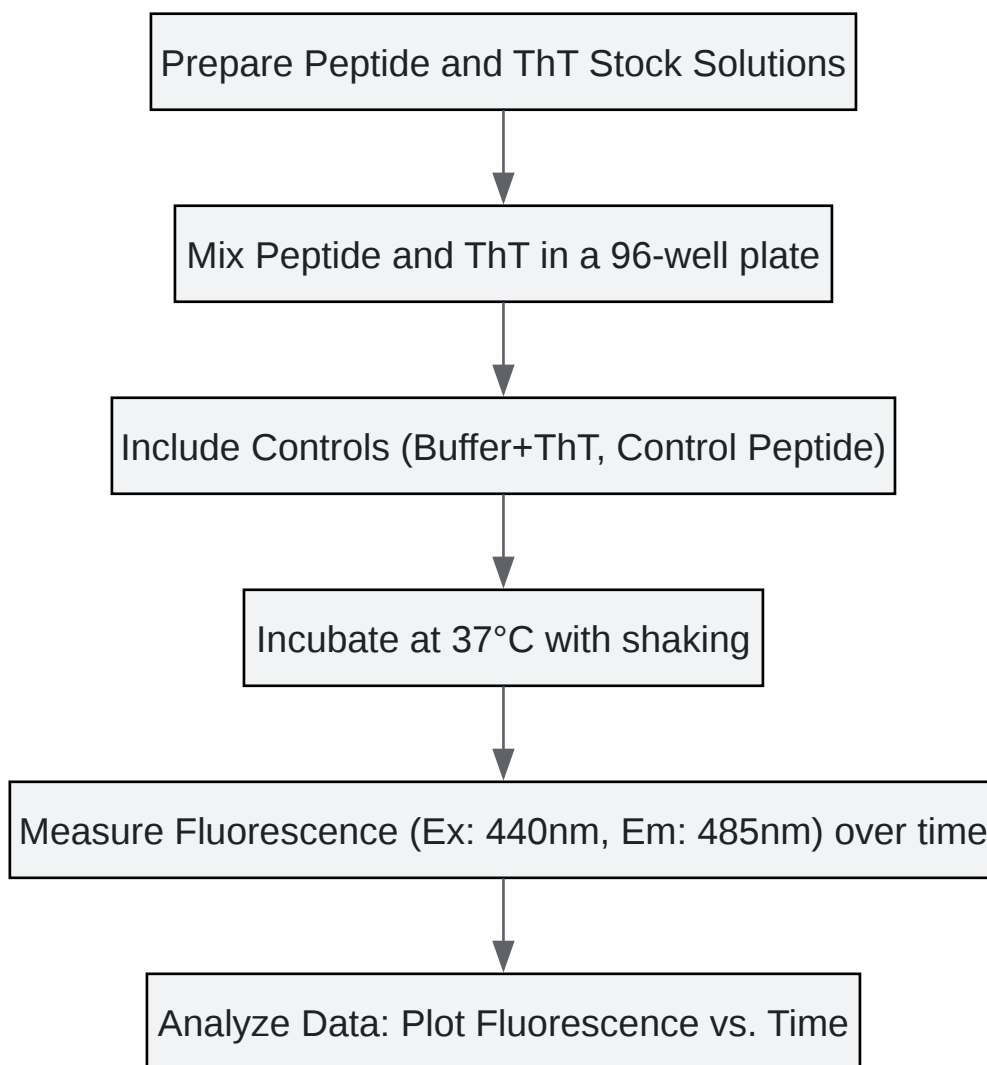 Prepare Peptide and ThT Stock Solutions
Mix Peptide and ThT in a 96-well plate
Include Controls (Buffer+ThT, Control Peptide)
Incubate at 37°C with shaking
Measure Fluorescence (Ex: 440nm, Em: 485nm) over time
Analyze Data: Plot Fluorescence vs. Time